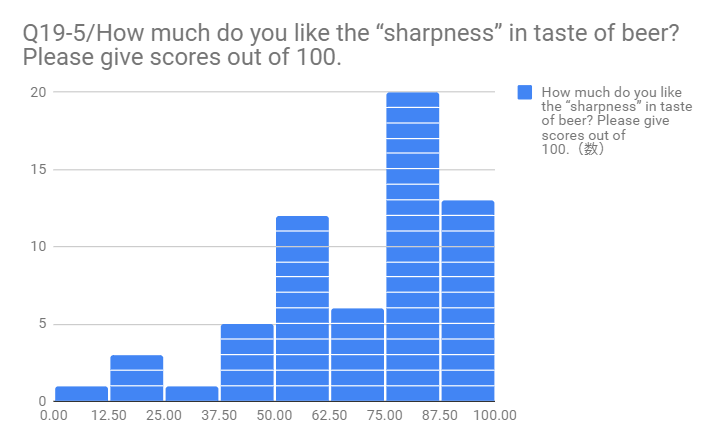 Q19-5/How much do you like the “sharpness” in taste of beer?
Please give scores out of 100.
20
15
10
5
0
0.00 12.50 25.00 37.50 50.00 62.50 75.00 87.50 100.00
How much do you like
the “sharpness” in taste
of beer? Please give
scores out of
100.（数）